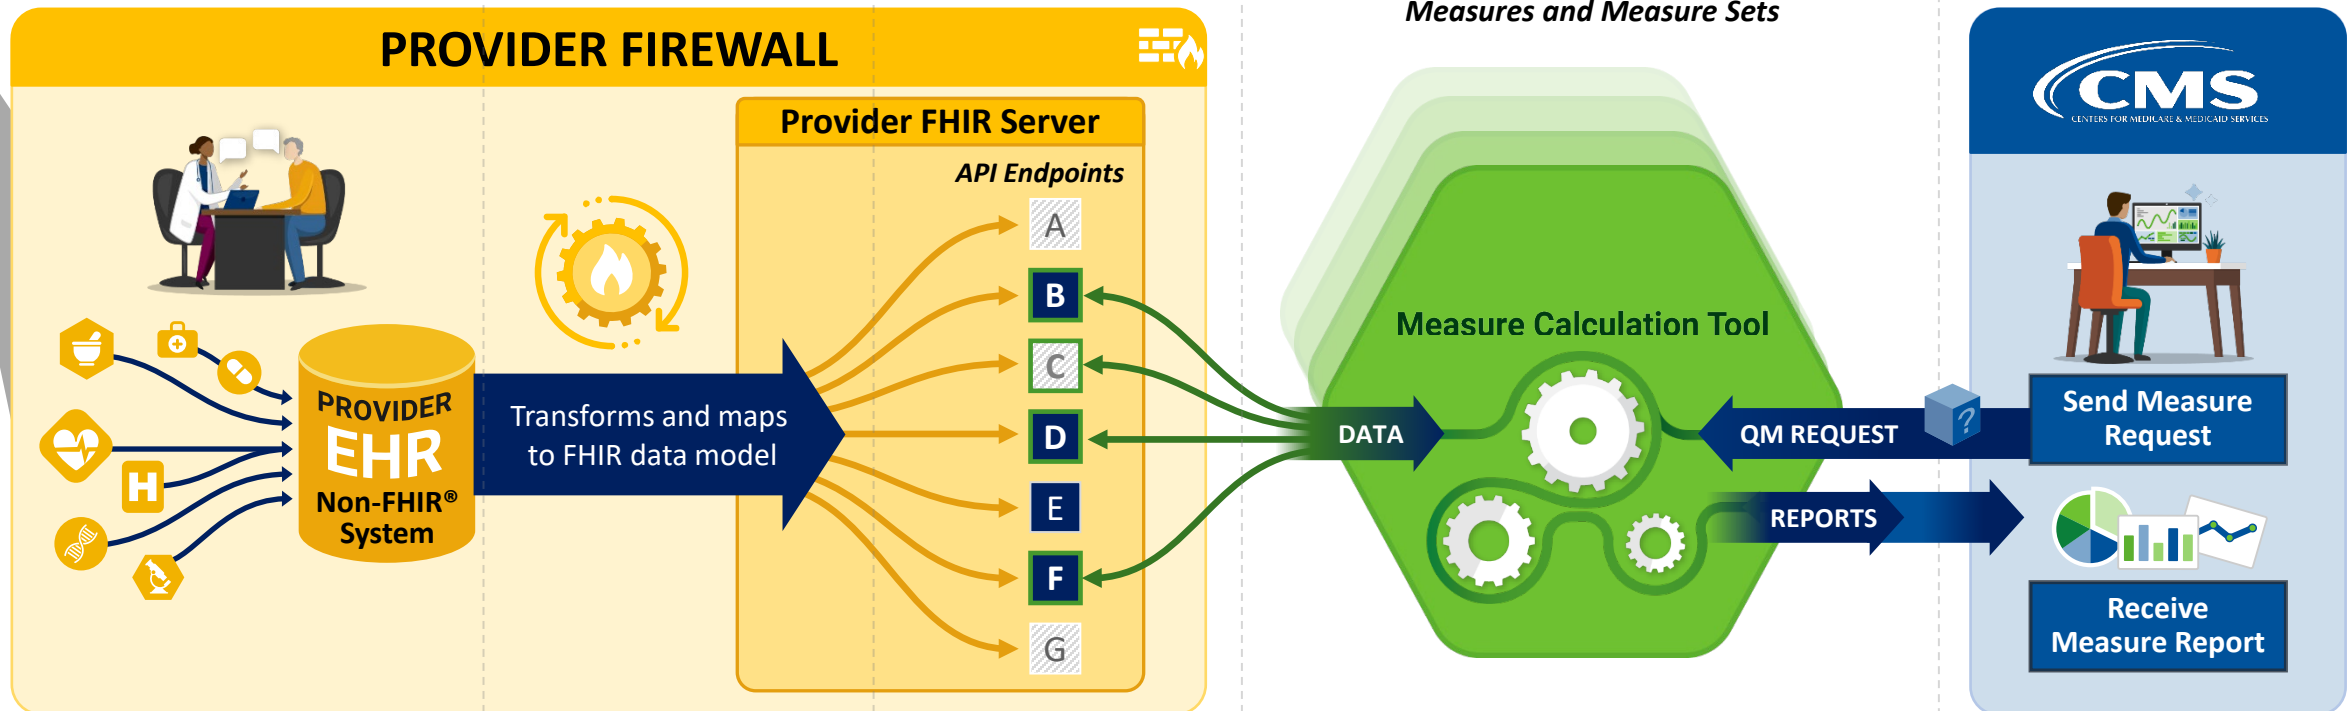 Measures and Measure Sets
PROVIDER FIREWALL
Provider FHIR Server
API Endpoints
A
B
C
D
E
F
G
PROVIDER
EHR
Non-FHIR®
System
H
Transforms and maps
to FHIR data model
Measure Calculation Tool
DATA
QM REQUEST
?
REPORTS
CMS
CENTERS FOR MEDICARE & MEDICAID SERVICES
Send Measure
Request
Receive
Measure Report